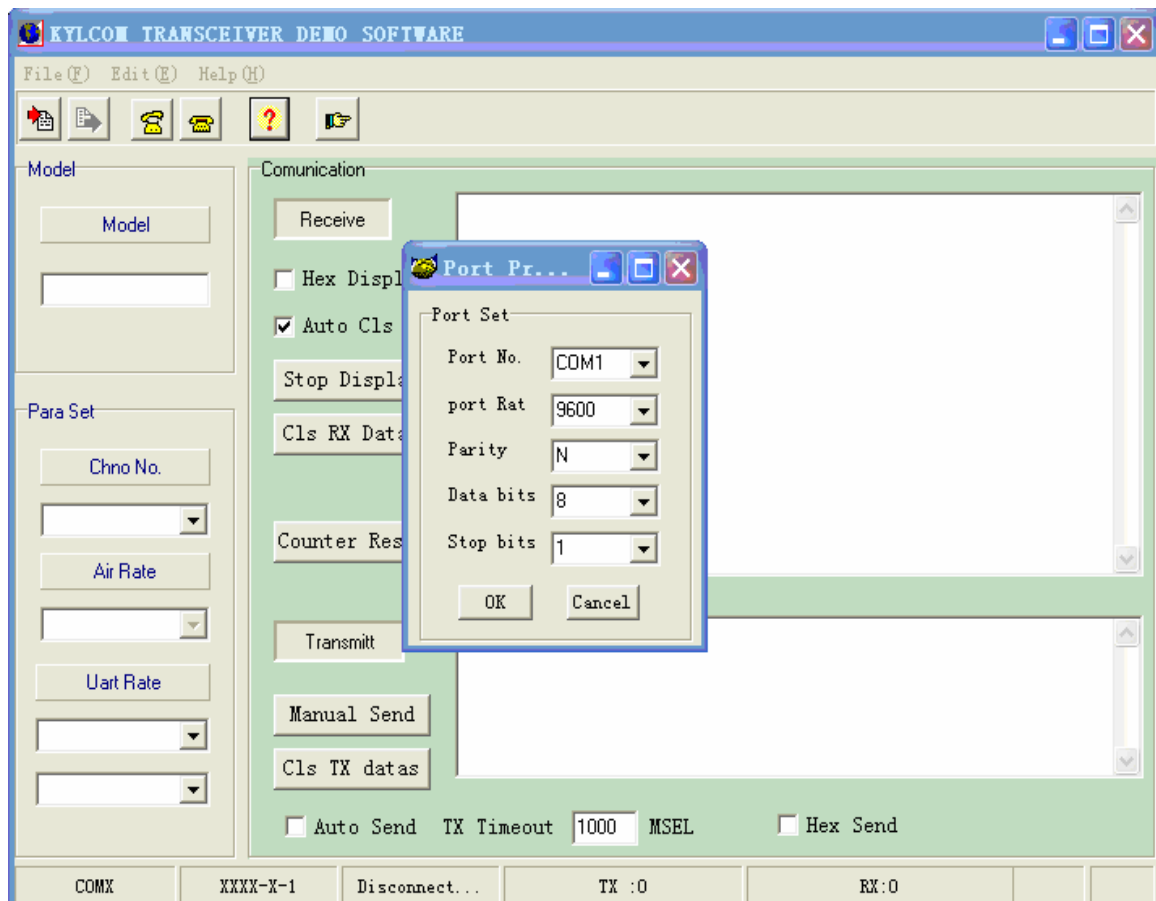 KYLCOM TRANSCEIVER DEMO SOFTWARE
File(F) Edit(E) Help(H)
Model
Model
Para Set
Chno No.
Air Rate
Uart Rate
Comunication
Receive
Hex Displ
Auto Cls
Stop Displa
Cls RX Data
Counter Res
Transmitt
Manual Send
Cls TX datas
Auto Send TX Timeout 1000 MSEL Hex Send
Port Pr...
Port Set
Port No. COM1
port Rat 9600
Parity N
Data bits 8
Stop bits 1
OK Cancel
COMX XXXX-X-1 Disconnect... TX :0 RX:0